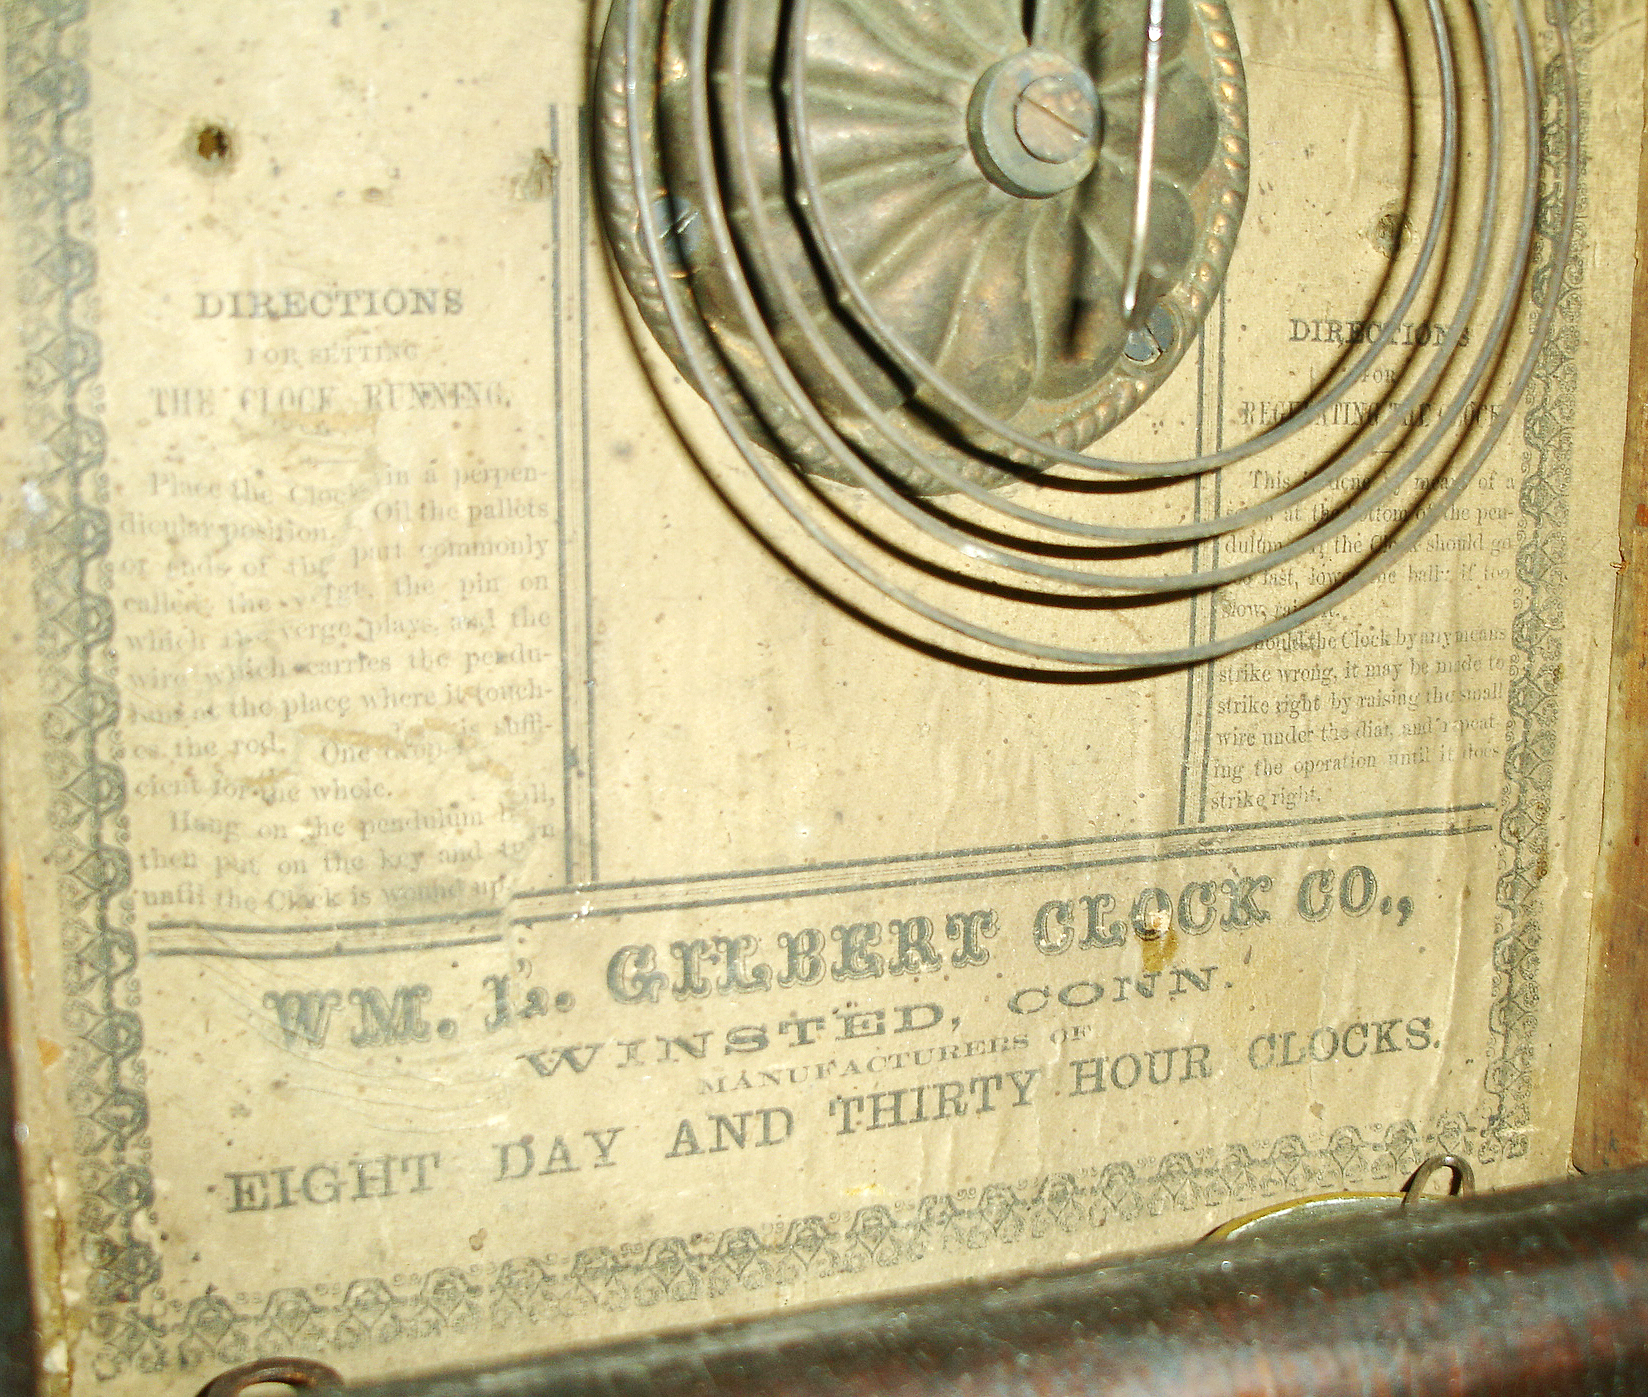 DIRECTIONS
FOR SETTING
THE CLOCK RUNNING.
Place the Clock in a perpen-
dicular position. Oil the pallets
or ends of the part commonly
called the the pin on
which the verge plays, and the
wire which carries the pendu-
at the place where it touch-
es the rod. One drop is suffi-
cient for the whole.
Hang on the pendulum
then put on the key and
until the Clock is wound up
DIRECTIONS
FOR
REGULATING THE CLOCK
This is done by means of a
screw at the bottom of the pen-
dulum. If the Clock should go
too fast, lower the ball: if too
slow, raise it.
Should the Clock by any means
strike wrong, it may be made to
strike right by raising the small
wire under the dial, and repeat-
ing the operation until it does
strike right.
WM. L. GILBERT CLOCK CO.,
WINSTED, CONN.
MANUFACTURERS OF
EIGHT DAY AND THIRTY HOUR CLOCKS.